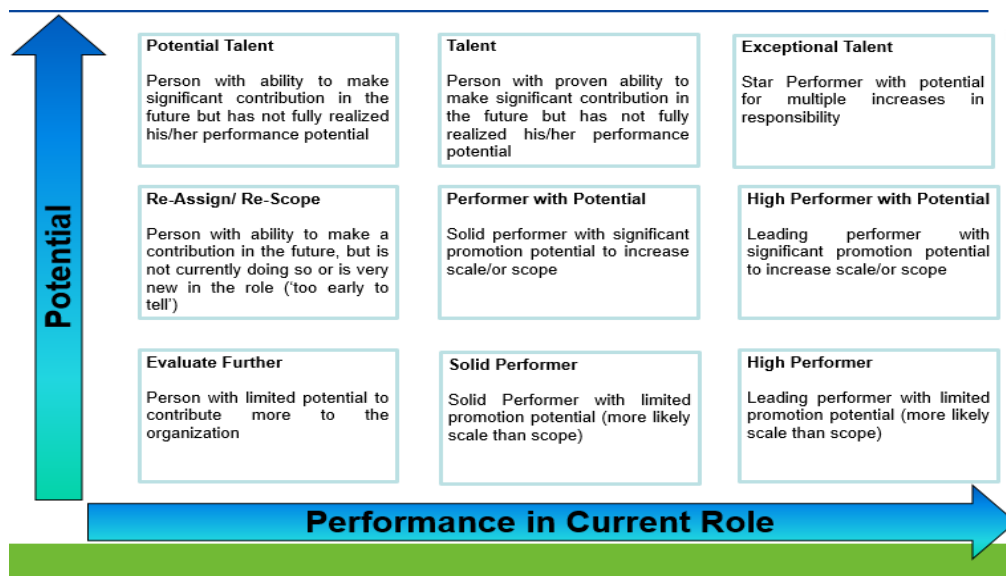 Potential Talent
Person with ability to make
significant contribution in the
future but has not fully realized
his/her performance potential
Talent
Person with proven ability to
make significant contribution in
the future but has not fully
realized his/her performance
potential
Exceptional Talent
Star Performer with potential
for multiple increases in
responsibility
Re-Assign/ Re-Scope
Person with ability to make a
contribution in the future, but is
not currently doing so or is very
new in the role (‘too early to
tell’)
Performer with Potential
Solid performer with significant
promotion potential to increase
scale/or scope
High Performer with Potential
Leading performer with
significant promotion potential
to increase scale/or scope
Evaluate Further
Person with limited potential to
contribute more to the
organization
Solid Performer
Solid Performer with limited
promotion potential (more likely
scale than scope)
High Performer
Leading performer with limited
promotion potential (more likely
scale than scope)
Potential
Performance in Current Role